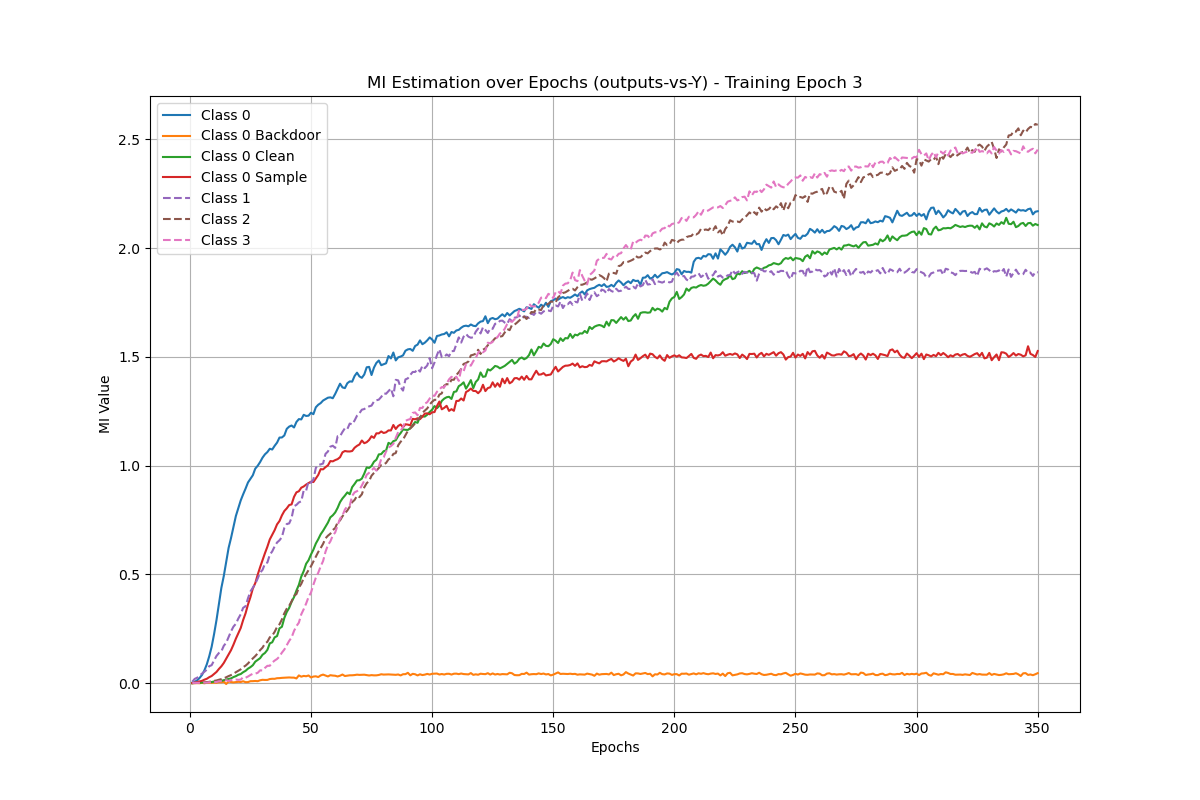 MI Estimation over Epochs (outputs-vs-Y) - Training Epoch 3
Class 0
Class 0 Backdoor
Class 0 Clean
Class 0 Sample
Class 1
Class 2
Class 3
2.5
2.0
1.5
1.0
0.5
0.0
MI Value
0 50 100 150 200 250 300 350
Epochs